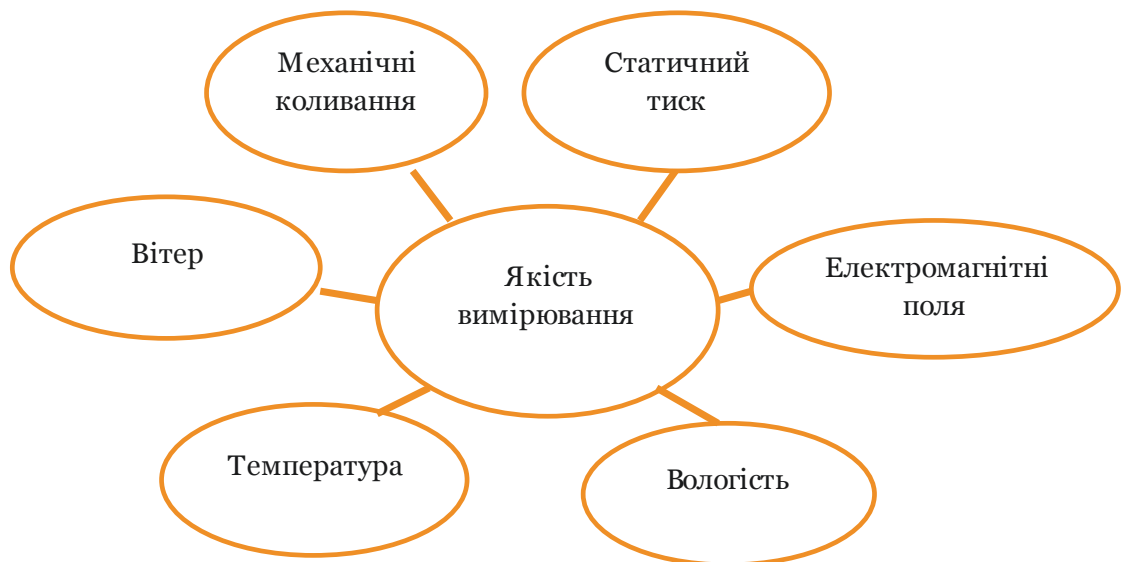 Механічні
коливання
Статичний
тиск
Вітер
Якість
вимірювання
Електромагнітні
поля
Температура
Вологість